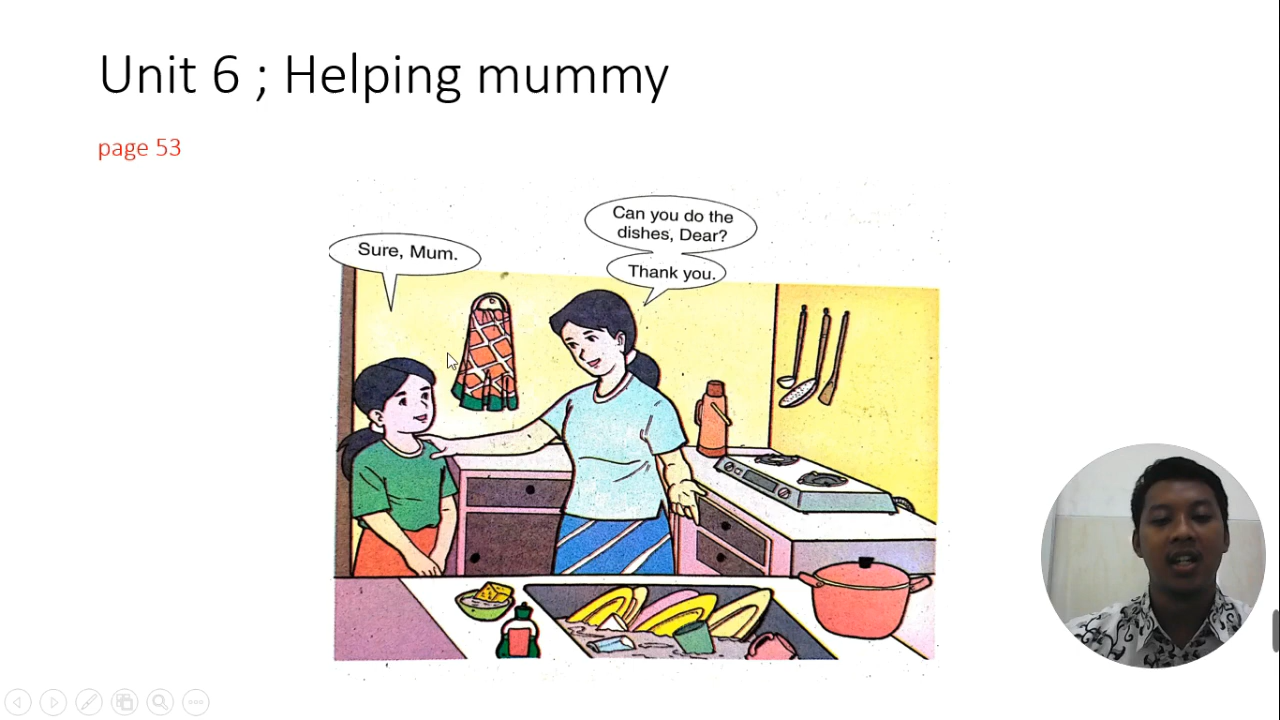 Unit 6 ; Helping mummy
page 53
Sure, Mum.
Can you do the
dishes, Dear?
Thank you.